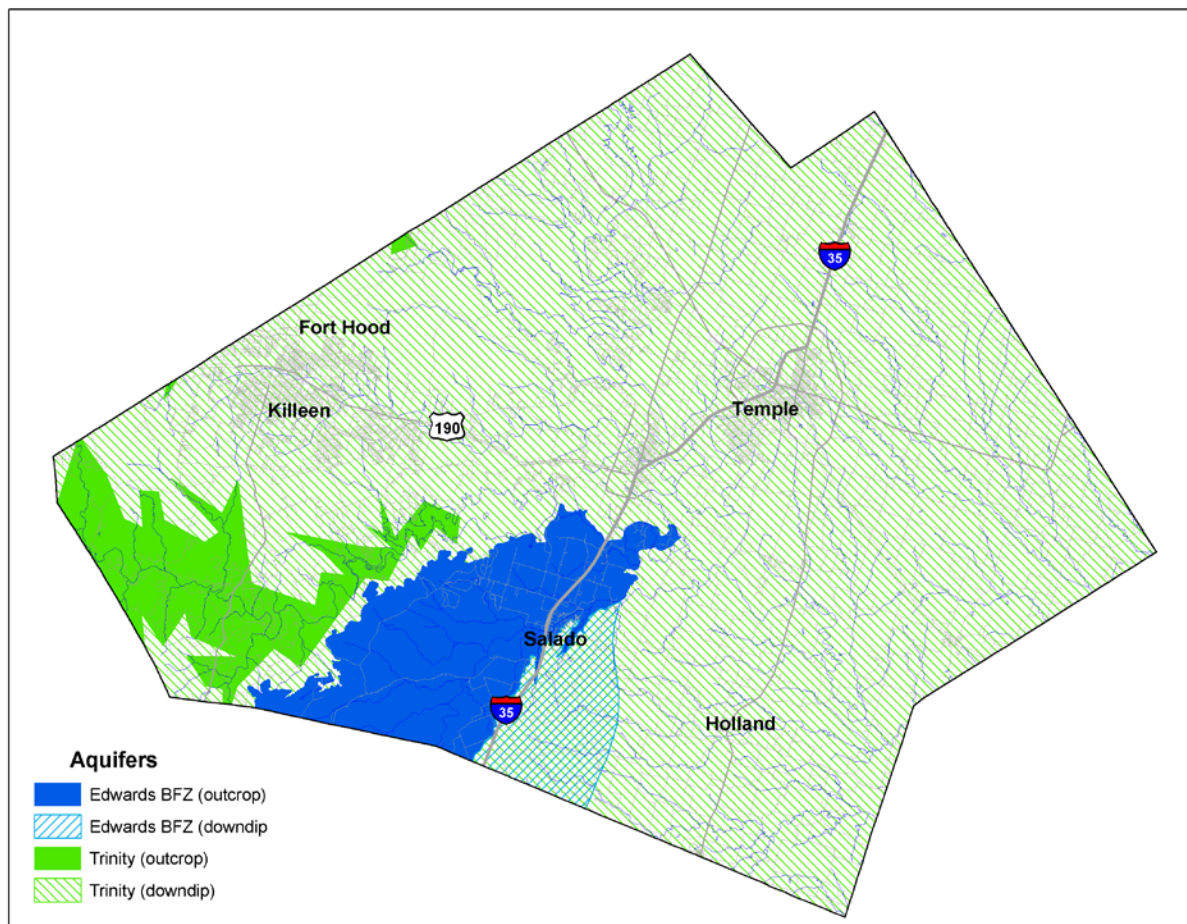 35
Fort Hood
Killeen
190
Temple
Salado
35
Holland
Aquifers
Edwards BFZ (outcrop)
Edwards BFZ (downdip
Trinity (outcrop)
Trinity (downdip)